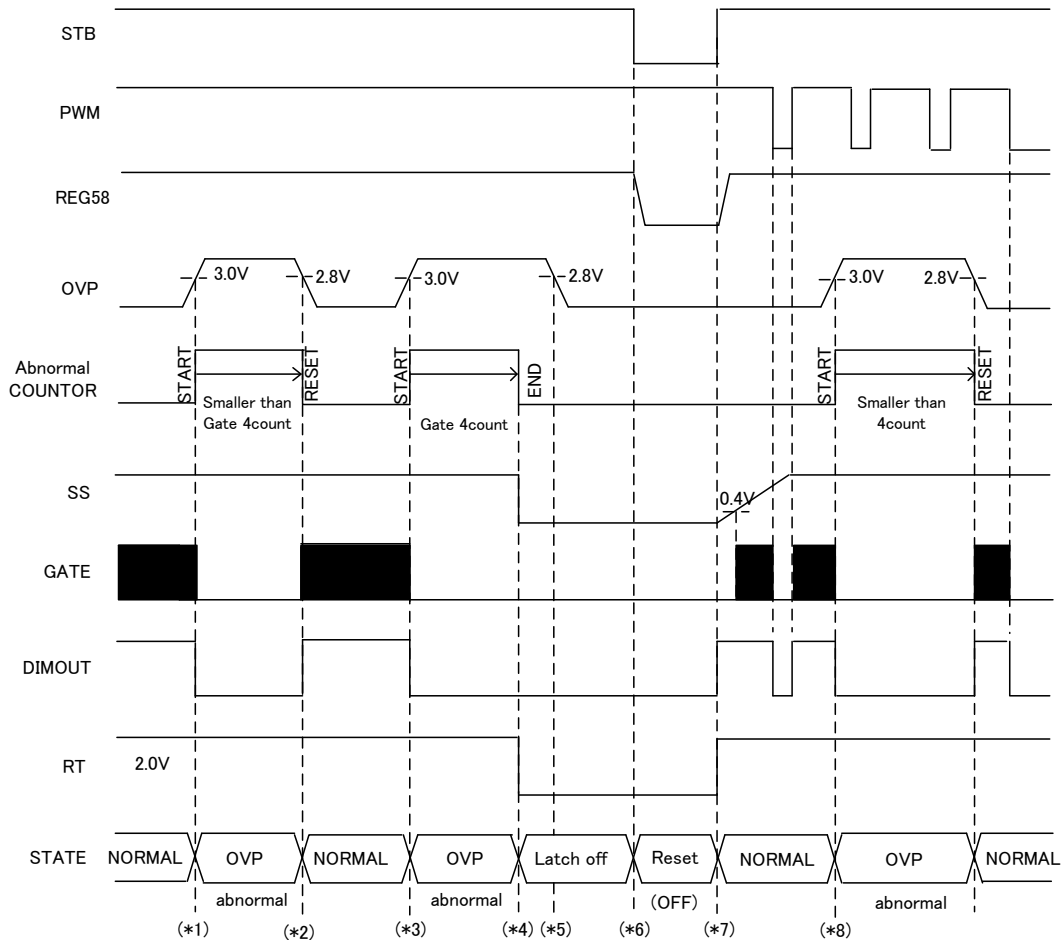 STB
PWM
REG58
OVP
3.0V
2.8V
3.0V
2.8V
3.0V
2.8V
Abnormal
COUNTOR
START
RESET
START
END
START
RESET
Smaller than
Gate 4count
Gate 4count
Smaller than
4count
SS
0.4V
GATE
DIMOUT
RT
2.0V
STATE
NORMAL
OVP
NORMAL
OVP
Latch off
Reset
NORMAL
OVP
NORMAL
abnormal
abnormal
(OFF)
abnormal
(*1)
(*2)
(*3)
(*4)
(*5)
(*6)
(*7)
(*8)